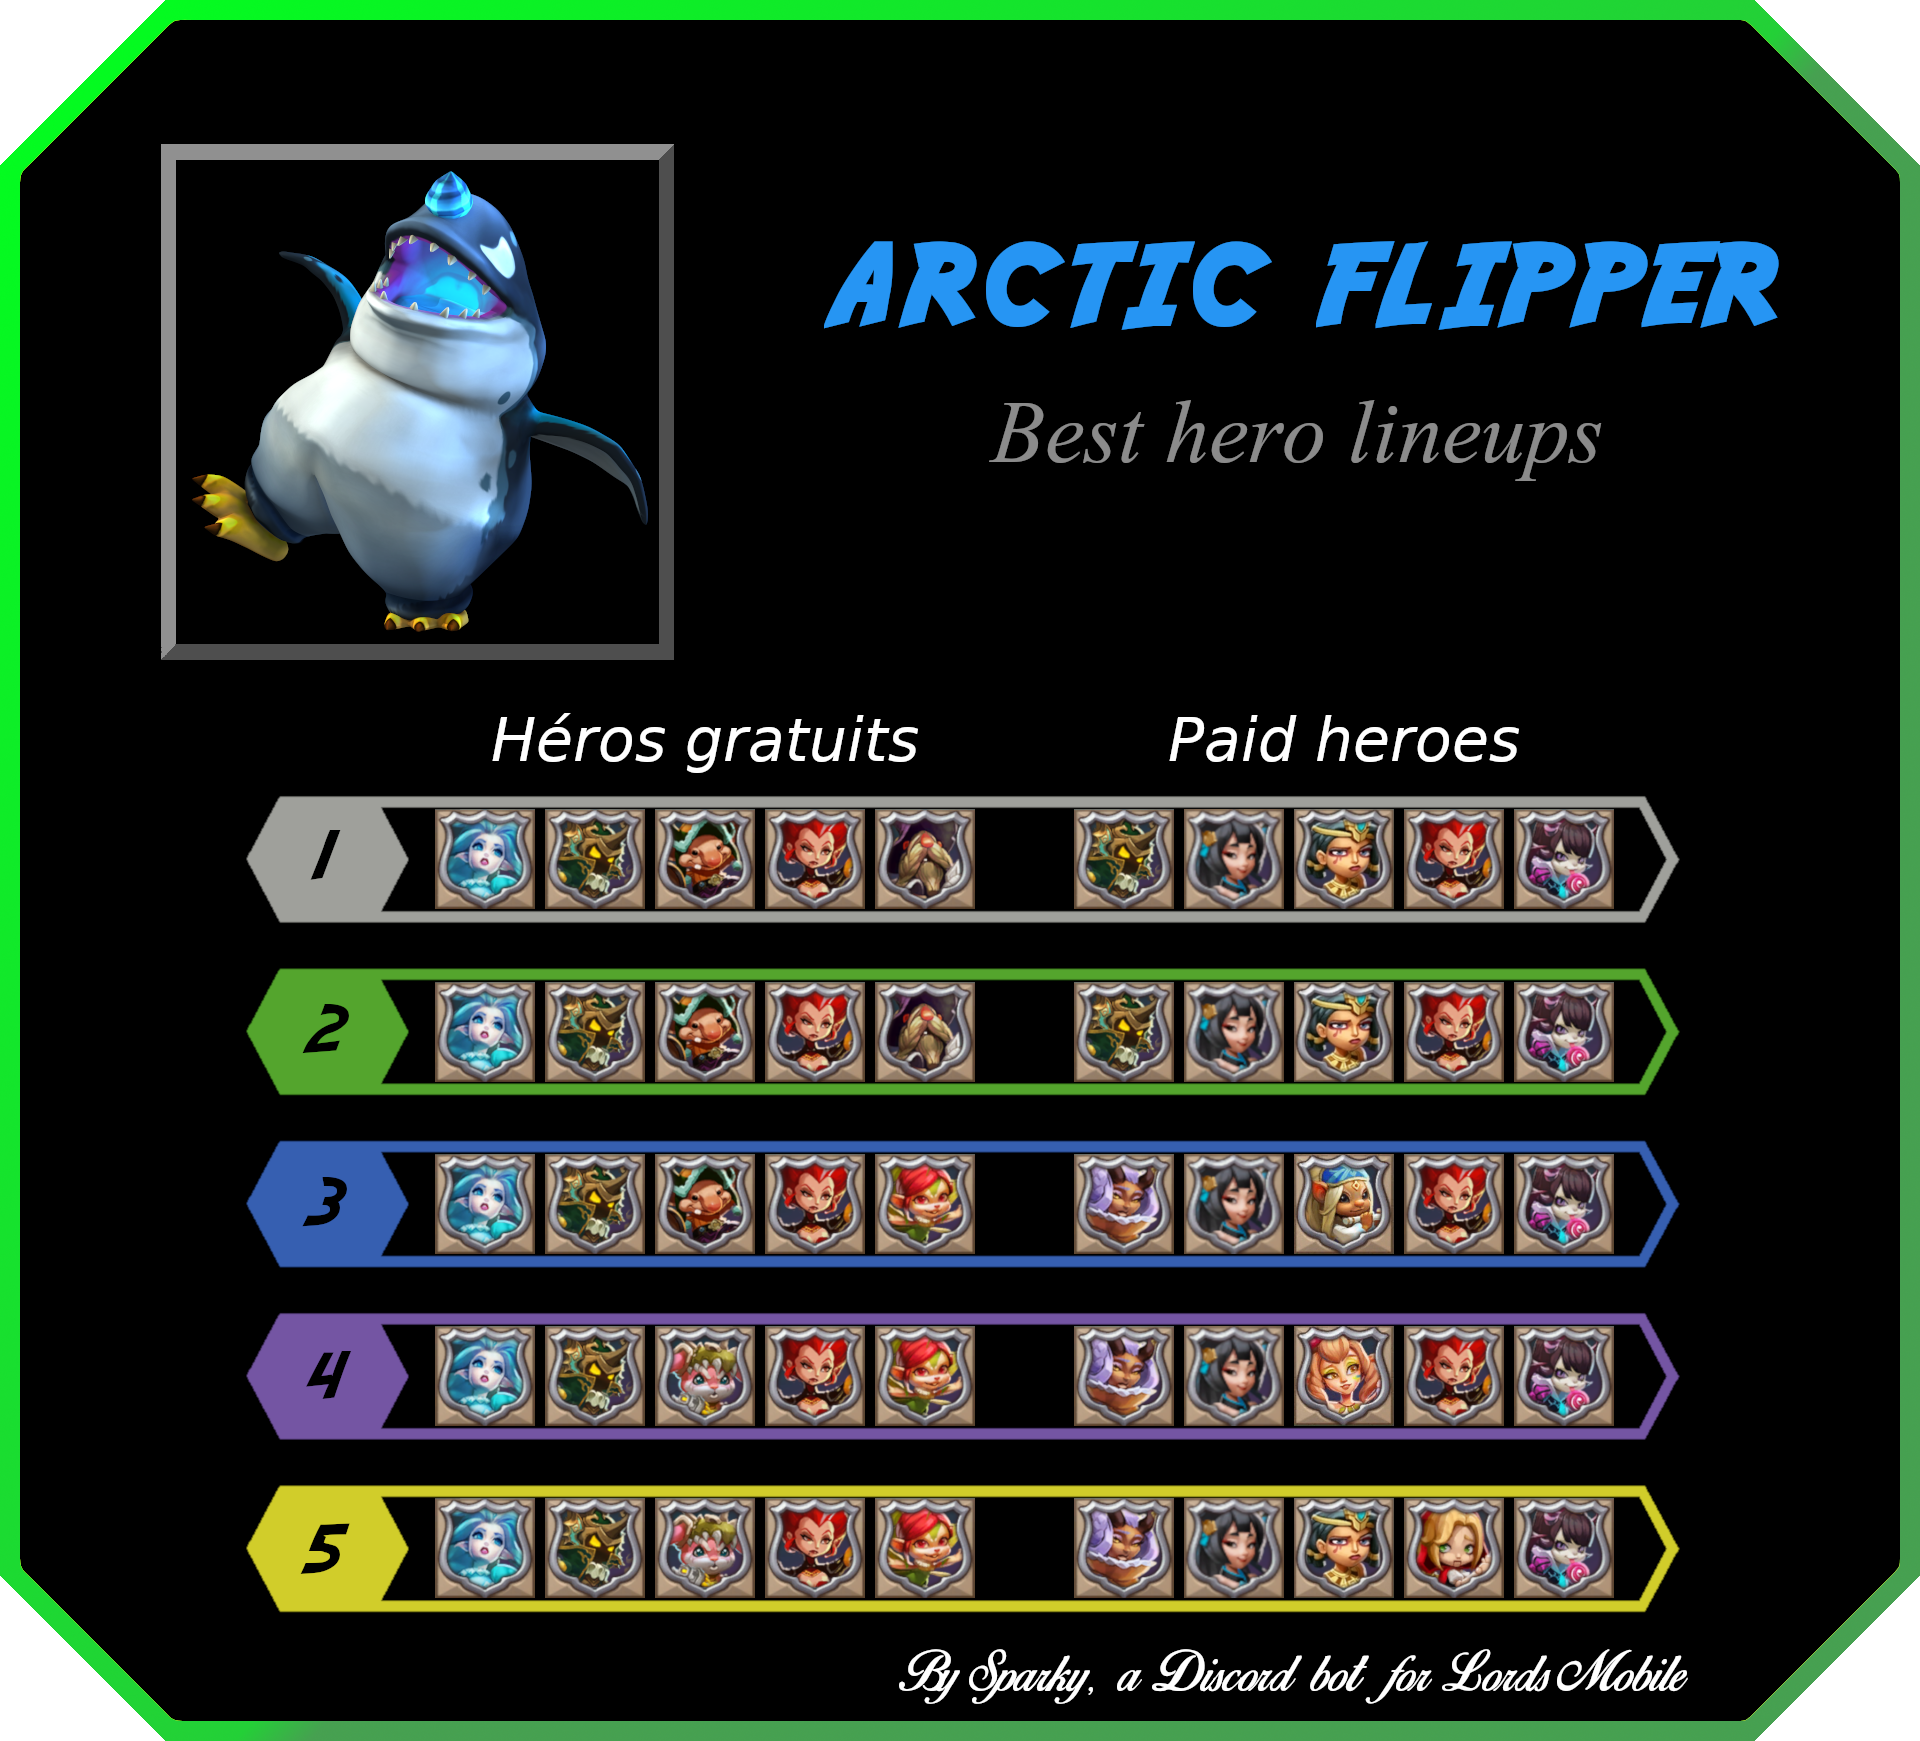 ARCTIC FLIPPER
Best hero lineups
Héros gratuits
Paid heroes
1
2
3
4
5
By Sparky, a Discord bot for Lords Mobile